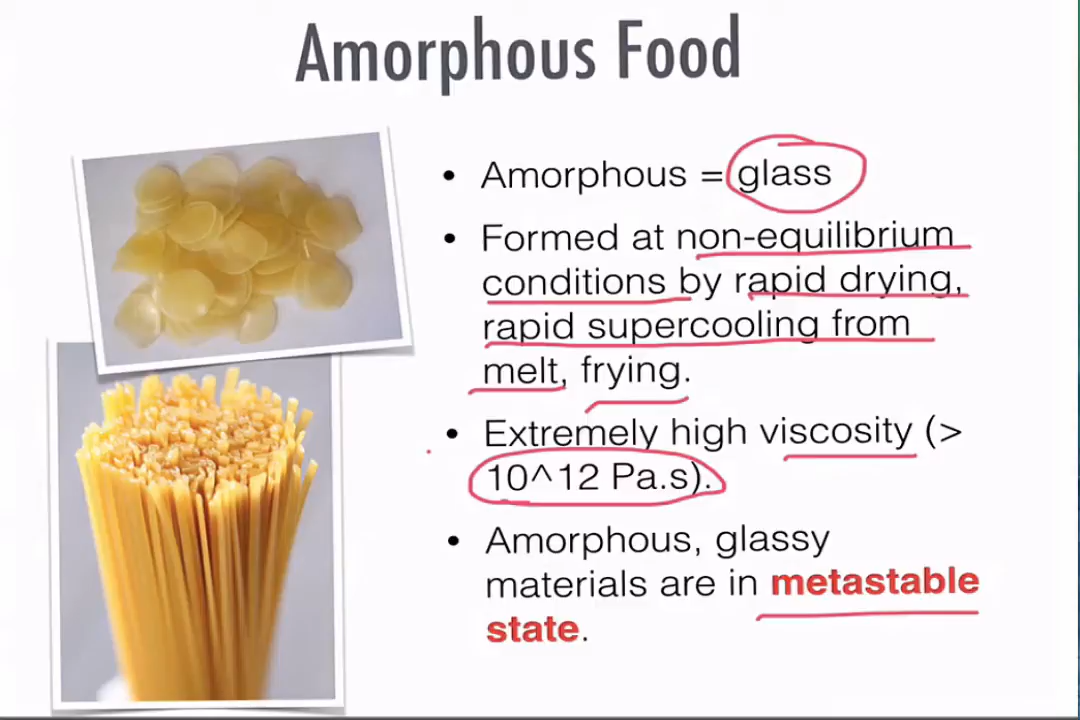 Amorphous Food
• Amorphous = glass
• Formed at non-equilibrium
conditions by rapid drying,
rapid supercooling from
melt, frying.
• Extremely high viscosity (>
10^12 Pa.s).
• Amorphous, glassy
materials are in metastable
state.